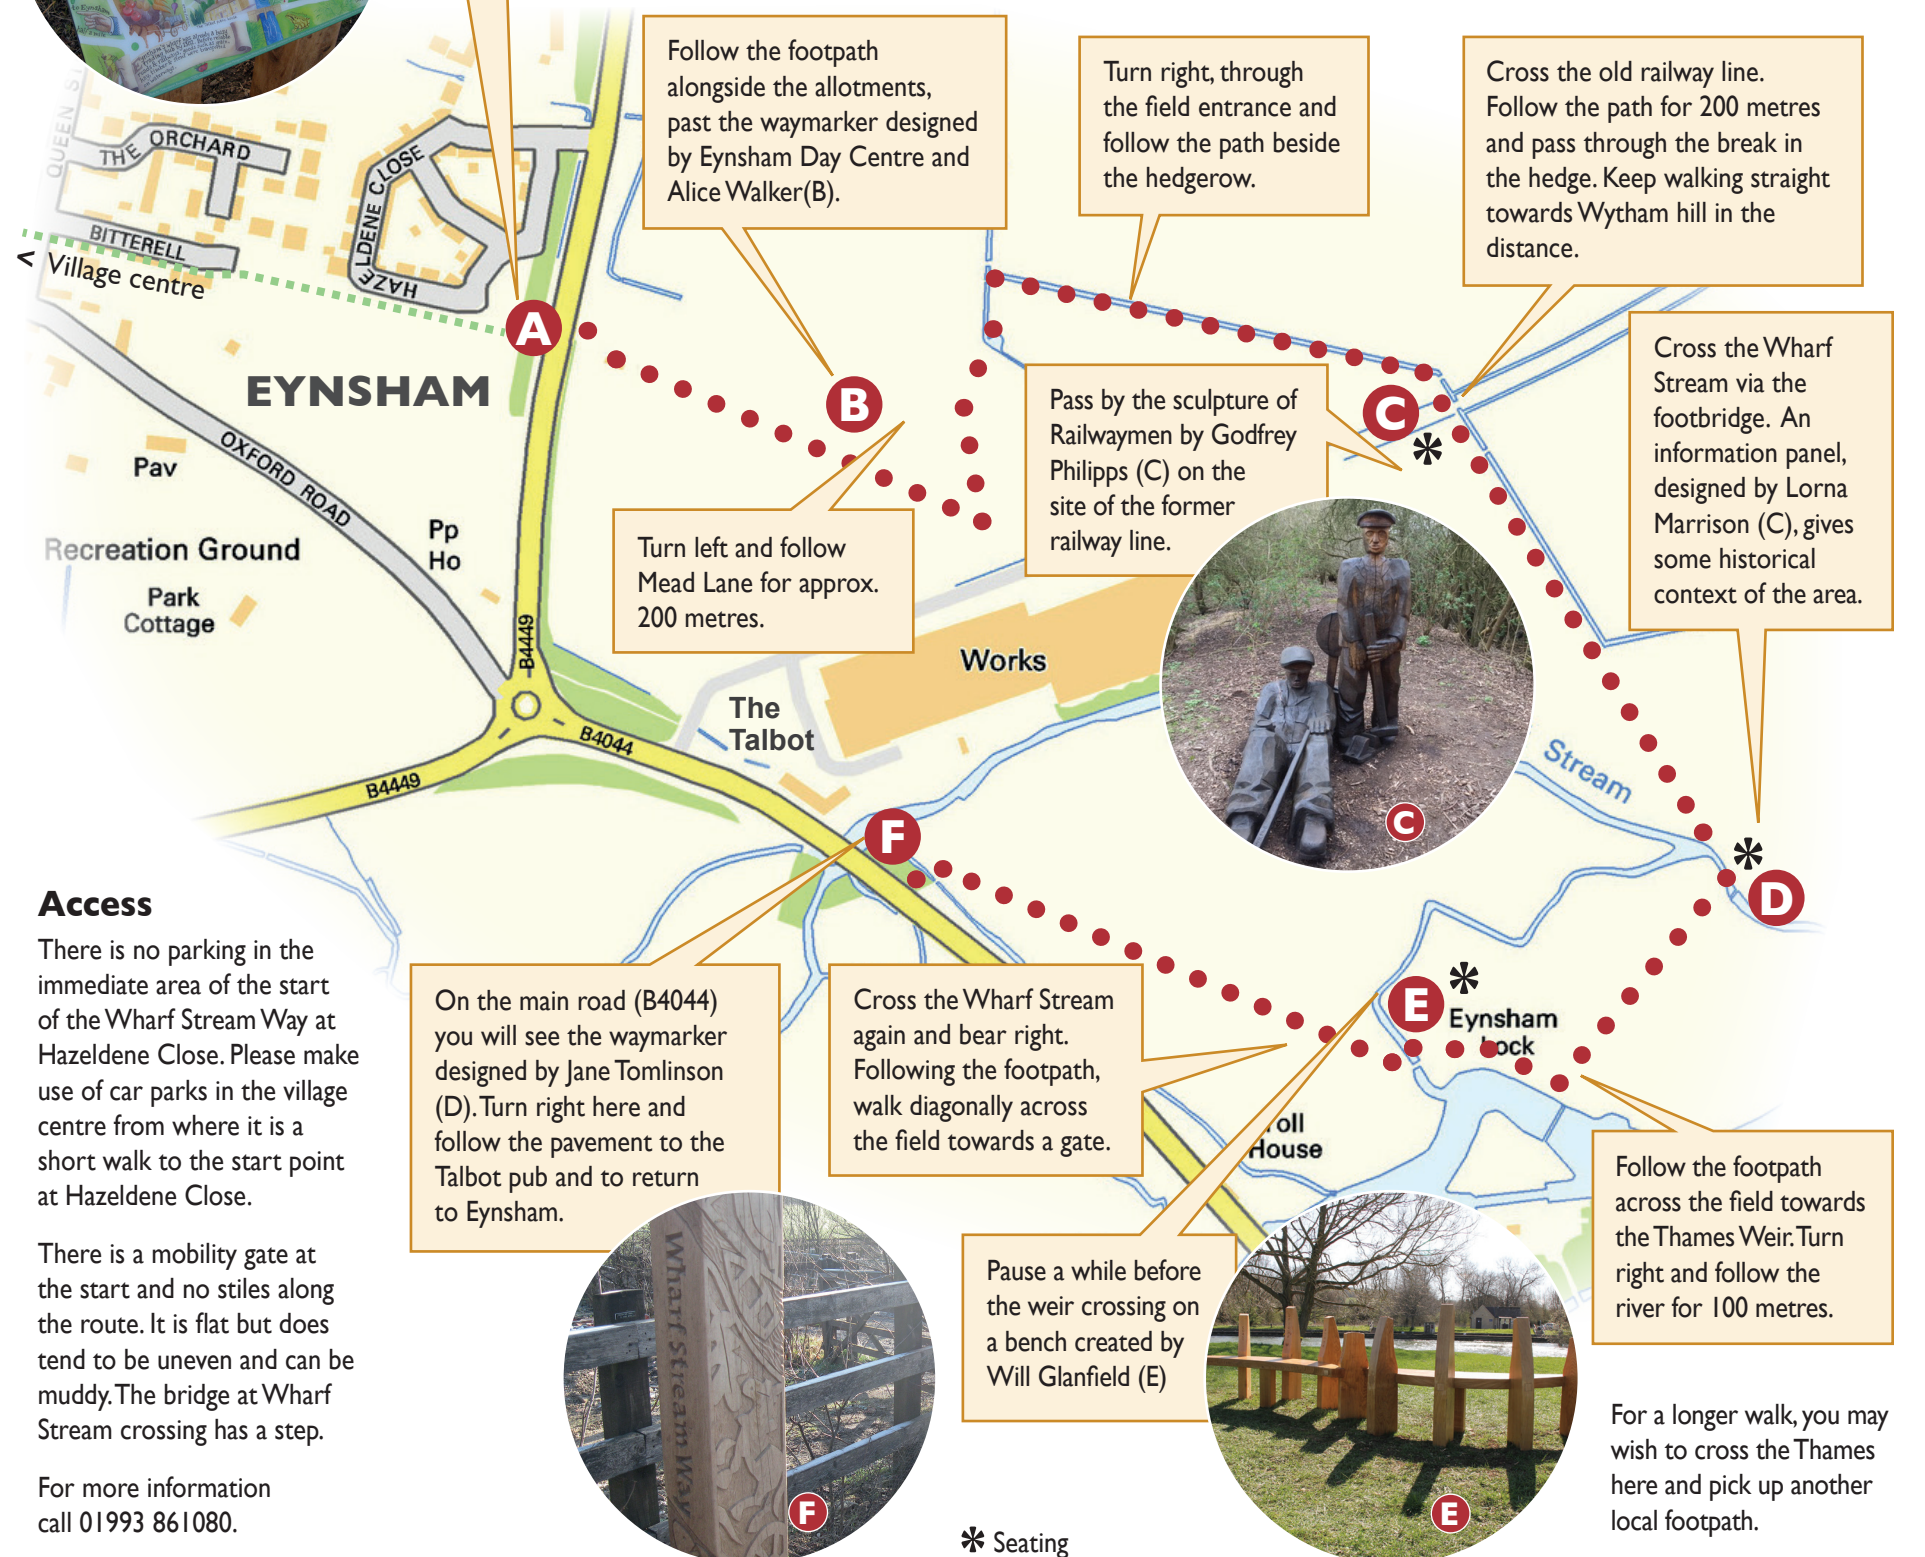 Follow the footpath
alongside the allotments,
past the waymarker designed
by Eynsham Day Centre and
Alice Walker(B).
Turn right, through
the field entrance and
follow the path beside
the hedgerow.
Cross the old railway line.
Follow the path for 200 metres
and pass through the break in
the hedge. Keep walking straight
towards Wytham hill in the
distance.
QUEEN ST
THE ORCHARD
BITTERELL
HAZELDENE CLOSE
< Village centre
A
EYNSHAM
B
C
Cross the Wharf
Stream via the
footbridge. An
information panel,
designed by Lorna
Marrison (C), gives
some historical
context of the area.
Pass by the sculpture of
Railwaymen by Godfrey
Philipps (C) on the
site of the former
railway line.
OXFORD ROAD
Pav
Recreation Ground
Park
Cottage
Pp
Ho
B4449
Turn left and follow
Mead Lane for approx.
200 metres.
Works
The
Talbot
B4044
B4449
Stream
C
F
D
E
Eynsham
Lock
Toll
House
Access
There is no parking in the
immediate area of the start
of the Wharf Stream Way at
Hazeldene Close. Please make
use of car parks in the village
centre from where it is a
short walk to the start point
at Hazeldene Close.
There is a mobility gate at
the start and no stiles along
the route. It is flat but does
tend to be uneven and can be
muddy. The bridge at Wharf
Stream crossing has a step.
For more information
call 01993 861080.
On the main road (B4044)
you will see the waymarker
designed by Jane Tomlinson
(D). Turn right here and
follow the pavement to the
Talbot pub and to return
to Eynsham.
Cross the Wharf Stream
again and bear right.
Following the footpath,
walk diagonally across
the field towards a gate.
Pause a while before
the weir crossing on
a bench created by
Will Glanfield (E)
Follow the footpath
across the field towards
the Thames Weir. Turn
right and follow the
river for 100 metres.
Wharf Stream Way
F
E
For a longer walk, you may
wish to cross the Thames
here and pick up another
local footpath.
* Seating